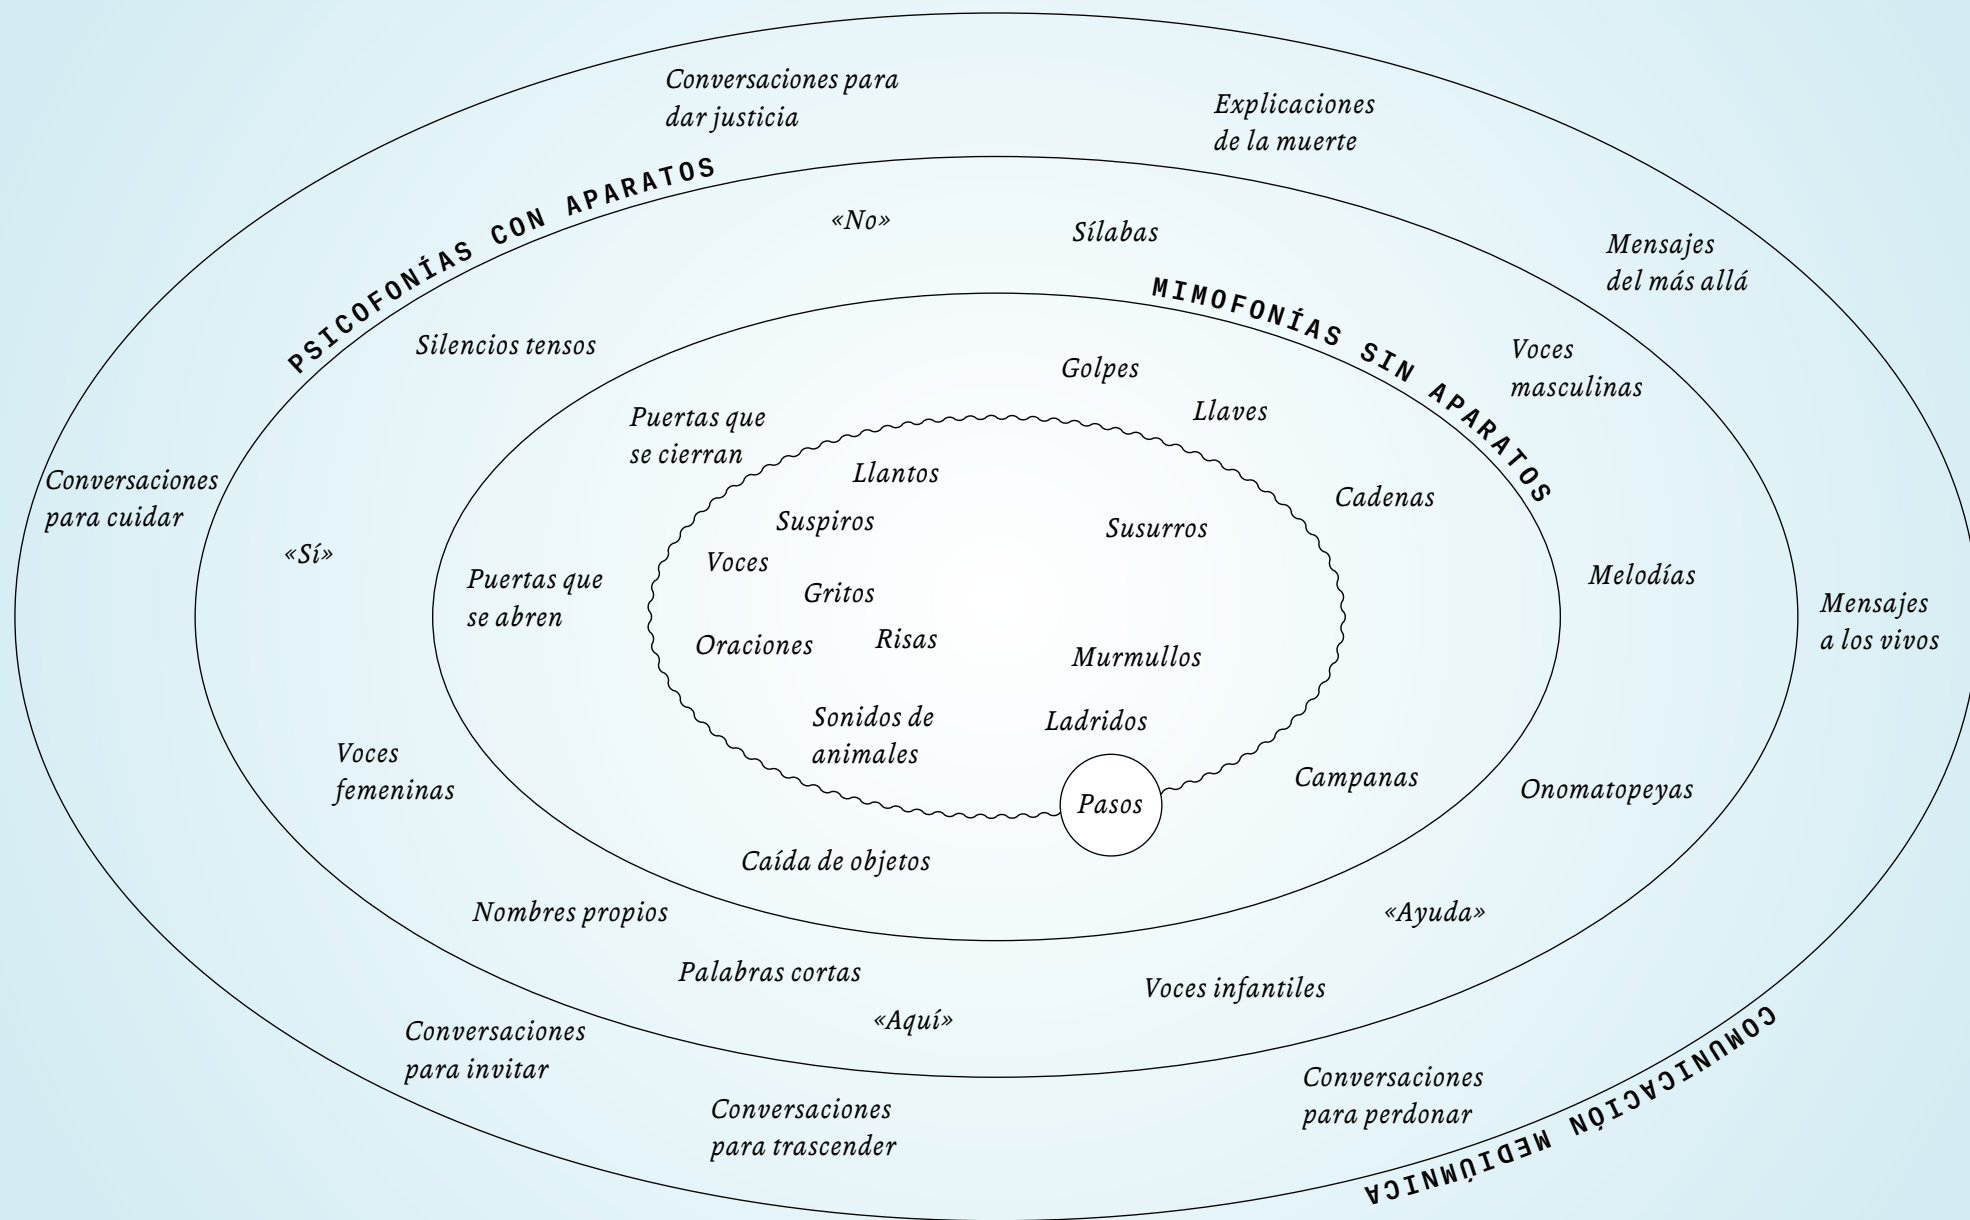 Conversaciones para
dar justicia
Explicaciones
de la muerte
PSICOFONÍAS CON APARATOS
«No»
Sílabas
Mensajes
del más allá
MIMOFONÍAS SIN APARATOS
Silencios tensos
Voces
masculinas
Golpes
Llaves
Puertas que
se cierran
Llantos
Conversaciones
para cuidar
Cadenas
Suspiros
Susurros
«Sí»
Voces
Melodías
Puertas que
se abren
Gritos
Mensajes
a los vivos
Oraciones
Risas
Murmullos
Sonidos de
animales
Ladridos
Voces
femeninas
Campanas
Onomatopeyas
Pasos
Caída de objetos
Nombres propios
«Ayuda»
Palabras cortas
Voces infantiles
«Aquí»
Conversaciones
para invitar
Conversaciones
para perdonar
Conversaciones
para trascender
COMUNICACIÓN MEDIÚMNICA